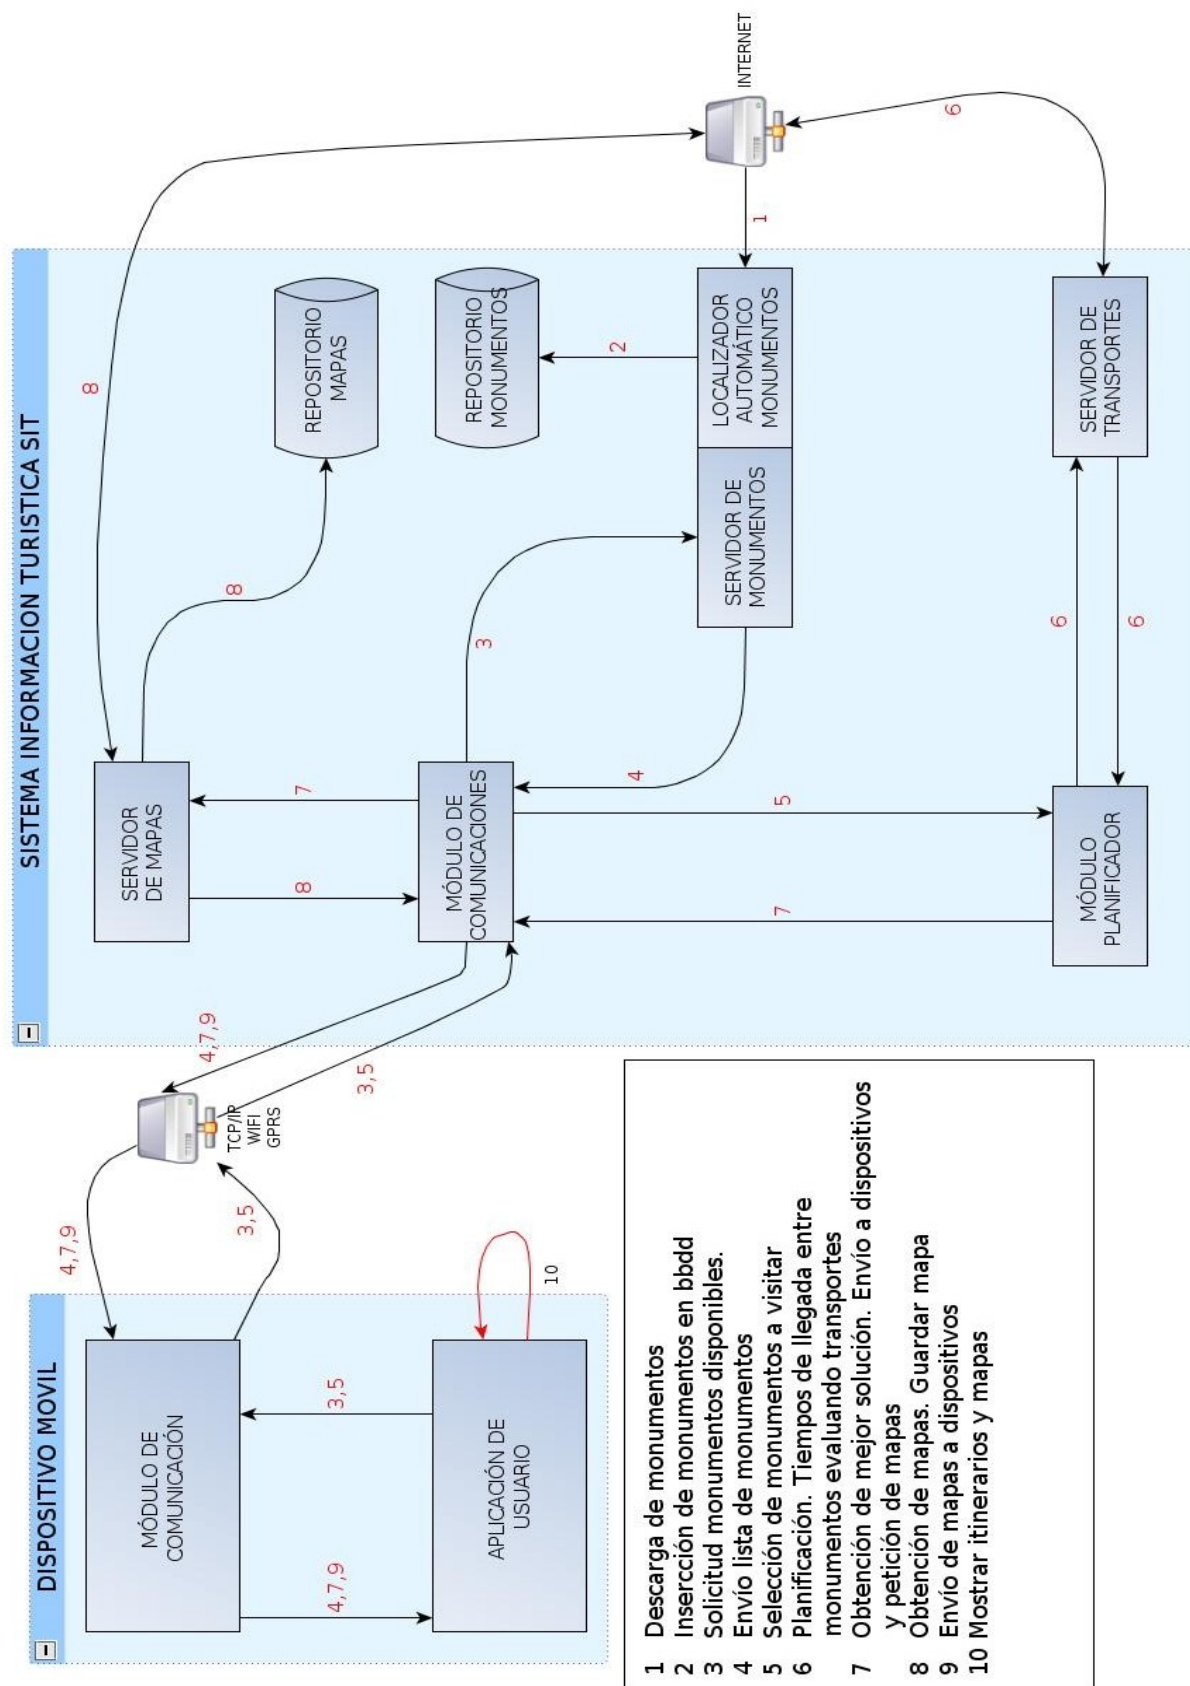 SISTEMA INFORMACION TURISTICA SIT
DISPOSITIVO MOVIL
MÓDULO DE
COMUNICACIÓN
APLICACIÓN DE
USUARIO
4,7,9
3,5
10
4,7,9
3,5
TCP/IP
WIFI
GPRS
4,7,9
3,5
SERVIDOR
DE MAPAS
8
7
MÓDULO DE
COMUNICACIONES
7
5
MÓDULO
PLANIFICADOR
8
8
3
4
6
6
REPOSITORIO
MAPAS
REPOSITORIO
MONUMENTOS
2
SERVIDOR DE
MONUMENTOS
LOCALIZADOR
AUTOMÁTICO
MONUMENTOS
SERVIDOR DE
TRANSPORTES
1
6
INTERNET
1 Descarga de monumentos
2 Insercción de monumentos en bbdd
3 Solicitud monumentos disponibles.
4 Envío lista de monumentos
5 Selección de monumentos a visitar
6 Planificación. Tiempos de llegada entre
monumentos evaluando transportes
7 Obtención de mejor solución. Envío a dispositivos
y petición de mapas
8 Obtención de mapas. Guardar mapa
9 Envío de mapas a dispositivos
10 Mostrar itinerarios y mapas